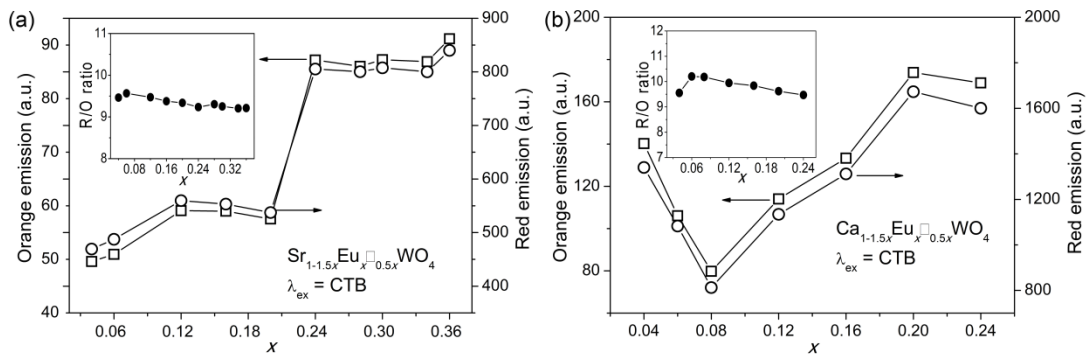 (a)
Orange emission (a.u.)
90
80
70
60
50
40
0.06 0.12 0.18 0.24 0.30 0.36
x
900
800
700
600
500
400
300
Red emission (a.u.)
R/O ratio
11
10
9
8
0.08 0.16 0.24 0.32
x
Sr1-1.5xEux□0.5xWO4
λex = CTB
(b)
Orange emission (a.u.)
200
160
120
80
0.04 0.08 0.12 0.16 0.20 0.24
x
2000
1600
1200
800
Red emission (a.u.)
R/O ratio
12
11
10
9
8
7
0.06 0.12 0.18 0.24
x
Ca1-1.5xEux□0.5xWO4
λex = CTB